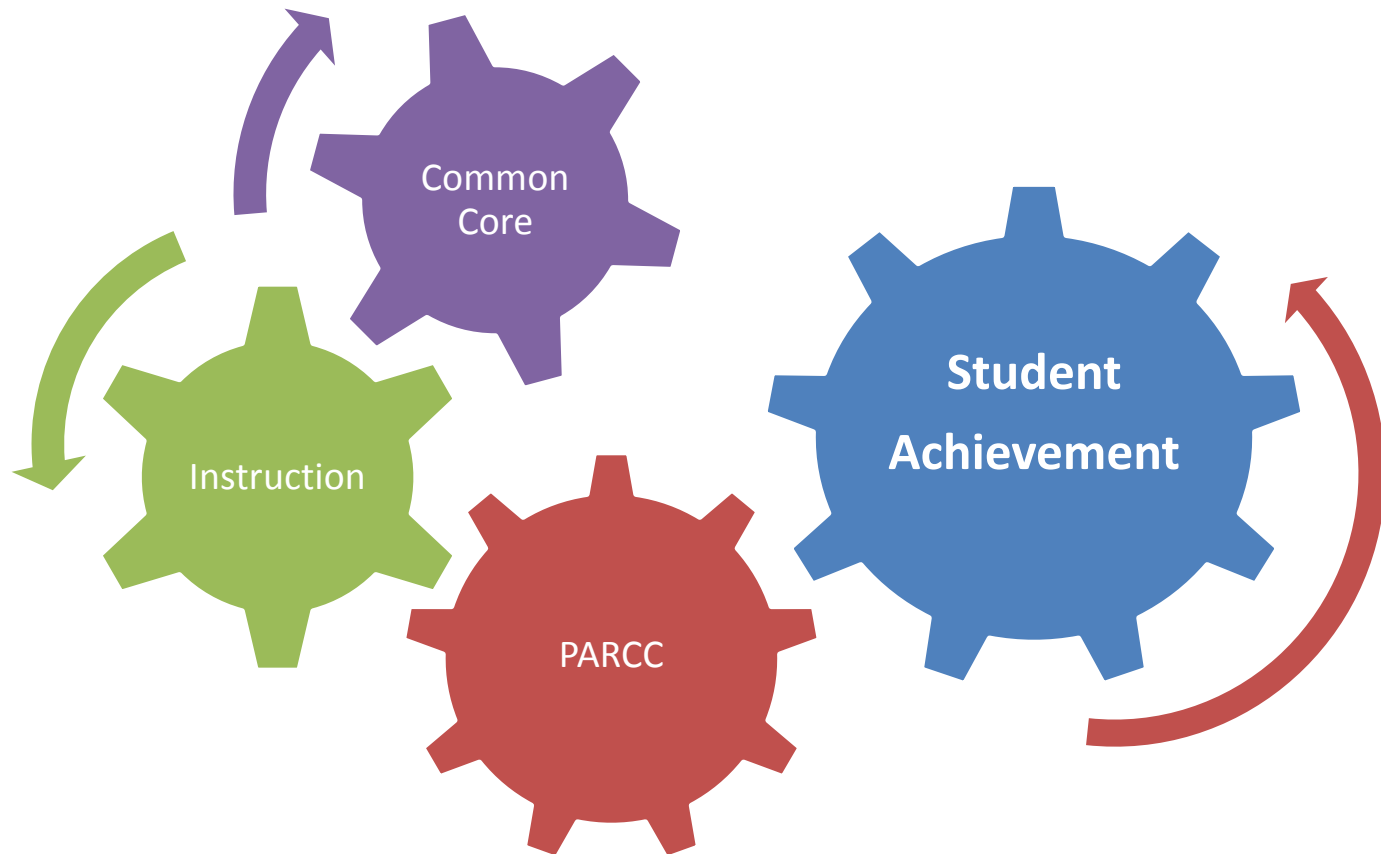 Common
Core
Student
Achievement
Instruction
PARCC